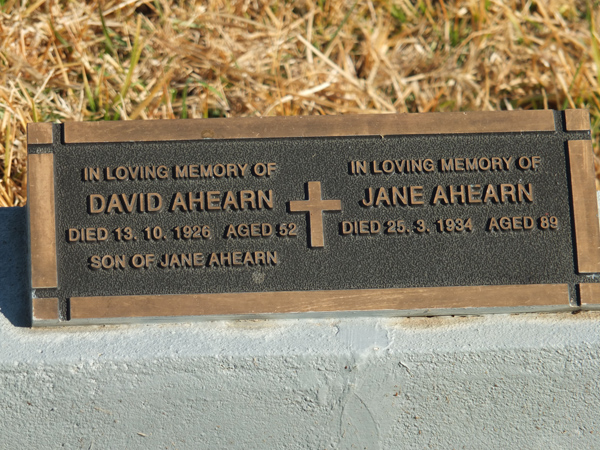 IN LOVING MEMORY OF
DAVID AHEARN
DIED 13. 10. 1926 AGED 52
SON OF JANE AHEARN
IN LOVING MEMORY OF
JANE AHEARN
DIED 25. 3. 1934 AGED 89